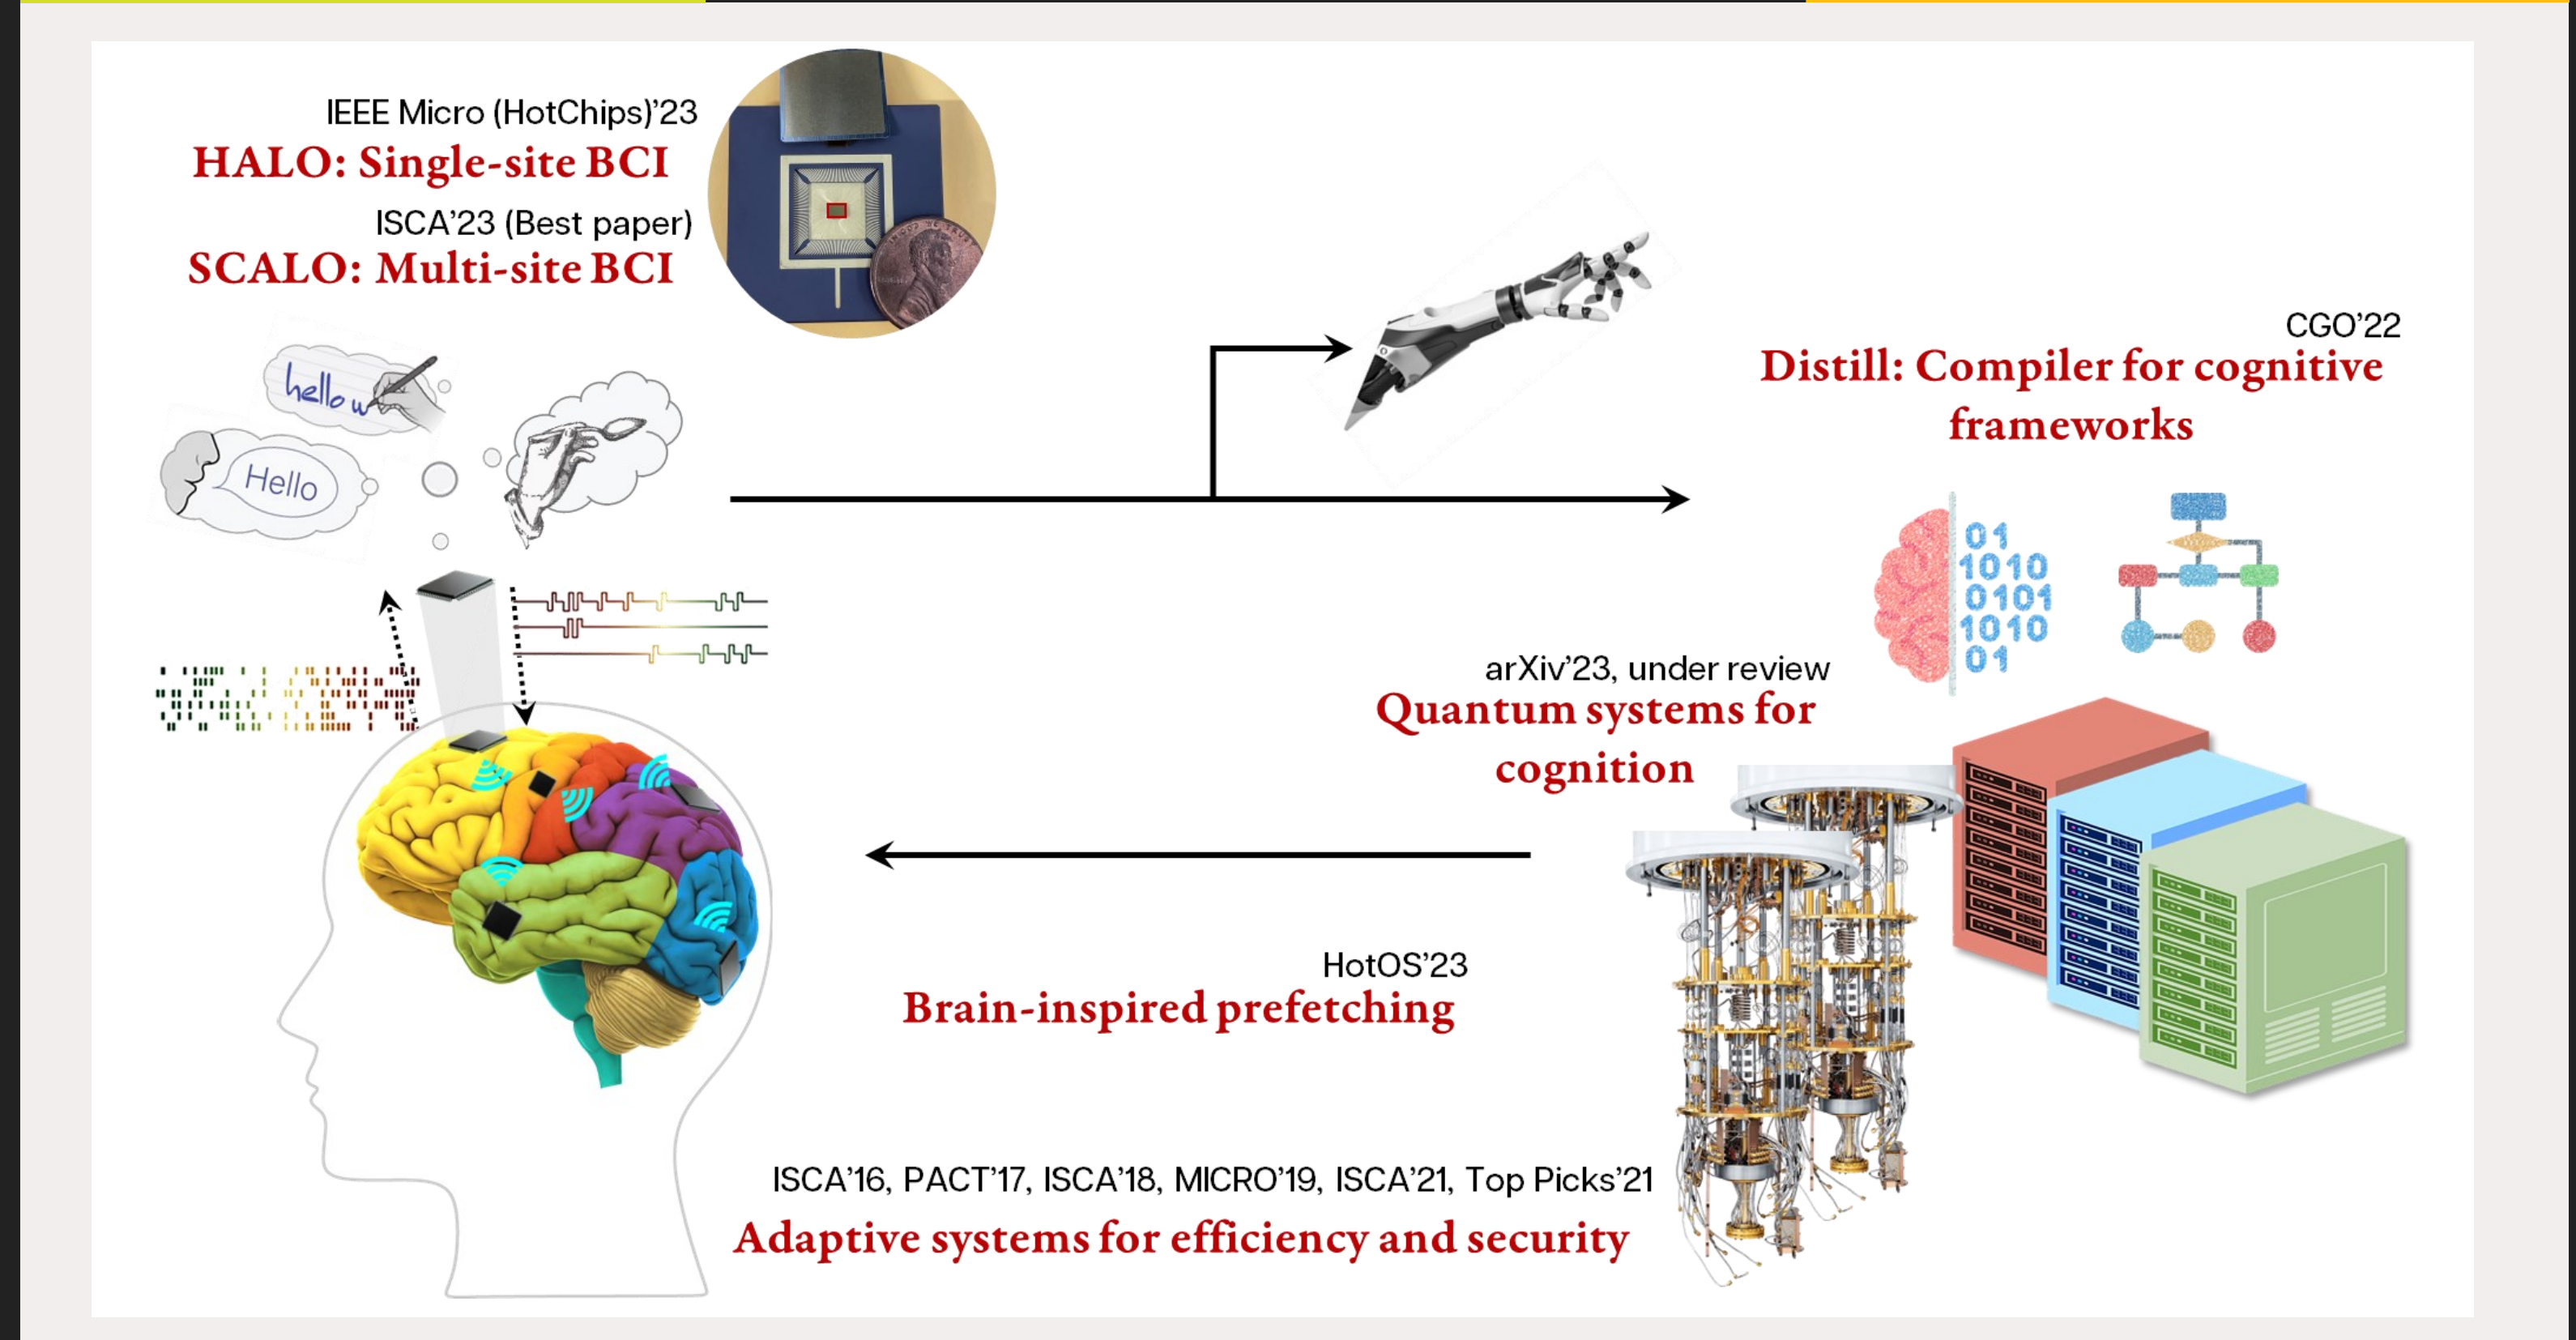 IEEE Micro (HotChips)'23
HALO: Single-site BCI
ISCA'23 (Best paper)
SCALO: Multi-site BCI
hello w
Hello
CGO'22
Distill: Compiler for cognitive
frameworks
01
1010
0101
1010
01
arXiv'23, under review
Quantum systems for
cognition
HotOS'23
Brain-inspired prefetching
ISCA'16, PACT'17, ISCA'18, MICRO'19, ISCA'21, Top Picks'21
Adaptive systems for efficiency and security